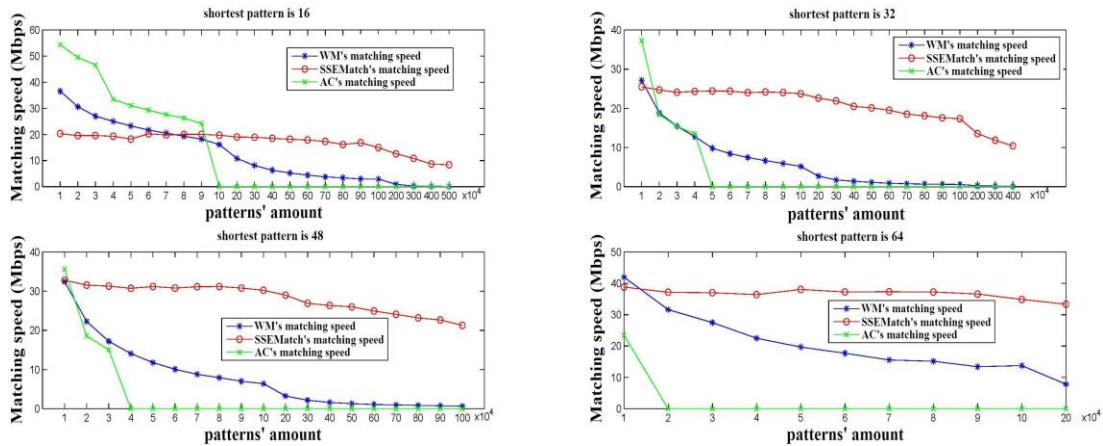 shortest pattern is 16
Matching speed (Mbps)
60
50
40
30
20
10
0
WM's matching speed
SSEMatch's matching speed
AC's matching speed
1 2 3 4 5 6 7 8 9 10 20 30 40 50 60 70 80 90 100 200 300 400 500 x10^4
patterns' amount
shortest pattern is 32
Matching speed (Mbps)
40
30
20
10
0
WM's matching speed
SSEMatch's matching speed
AC's matching speed
1 2 3 4 5 6 7 8 9 10 20 30 40 50 60 70 80 90 100 200 300 400 x10^4
patterns' amount
shortest pattern is 48
Matching speed (Mbps)
40
30
20
10
0
WM's matching speed
SSEMatch's matching speed
AC's matching speed
1 2 3 4 5 6 7 8 9 10 20 30 40 50 60 70 80 90 100 x10^4
patterns' amount
shortest pattern is 64
Matching speed (Mbps)
50
40
30
20
10
0
WM's matching speed
SSEMatch's matching speed
AC's matching speed
1 2 3 4 5 6 7 8 9 10 20 x10^4
patterns' amount